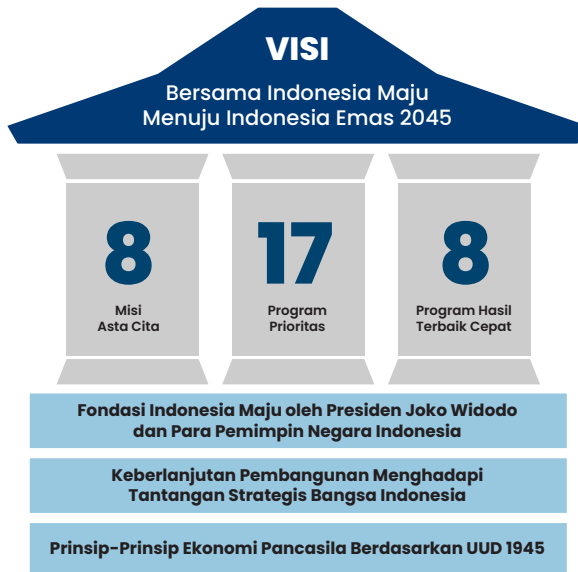 VISI
Bersama Indonesia Maju
Menuju Indonesia Emas 2045
8
Misi
Asta Cita
17
Program
Prioritas
8
Program Hasil
Terbaik Cepat
Fondasi Indonesia Maju oleh Presiden Joko Widodo
dan Para Pemimpin Negara Indonesia
Keberlanjutan Pembangunan Menghadapi
Tantangan Strategis Bangsa Indonesia
Prinsip-Prinsip Ekonomi Pancasila Berdasarkan UUD 1945